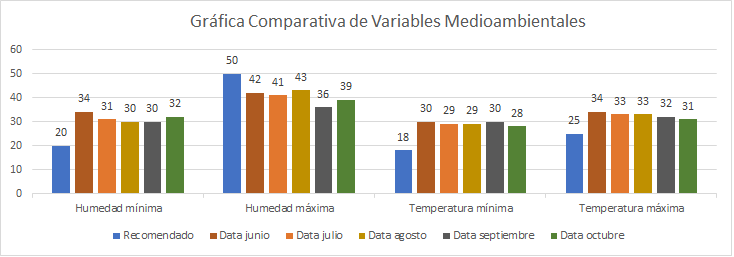 Gráfica Comparativa de Variables Medioambientales
60
50
40
30
20
10
0
20 34 31 30 30 32
50 42 41 43 36 39
18 30 29 29 30 28
25 34 33 33 32 31
Humedad mínima Humedad máxima Temperatura mínima Temperatura máxima
Recomendado Data junio Data julio Data agosto Data septiembre Data octubre